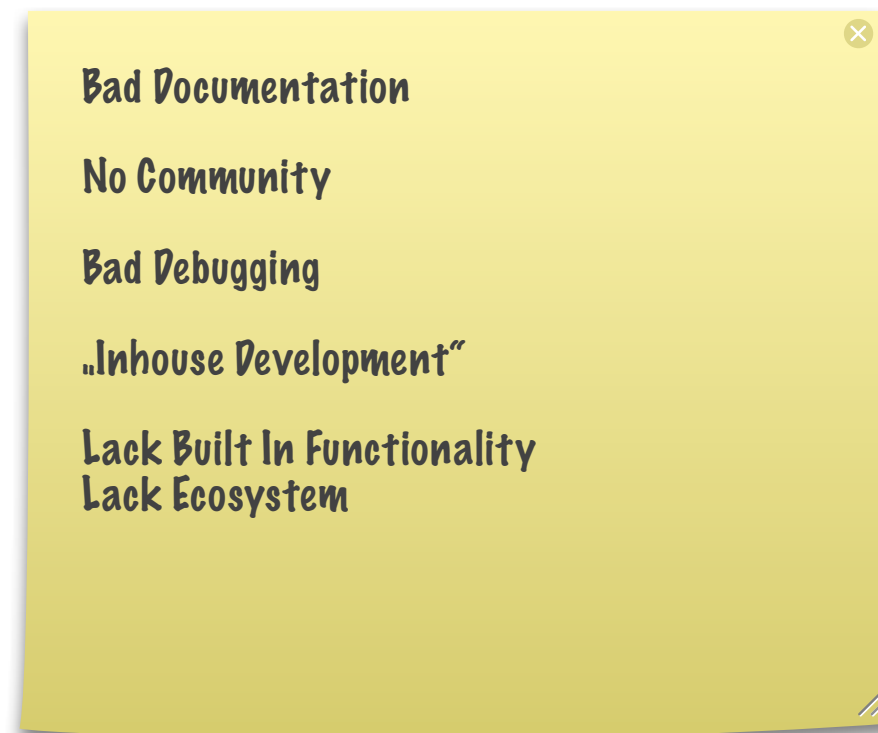 Bad Documentation
No Community
Bad Debugging
„Inhouse Development“
Lack Built In Functionality
Lack Ecosystem